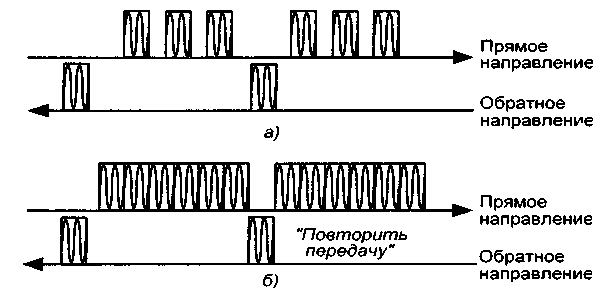 Прямое
направление
Обратное
направление
а)
Прямое
направление
"Повторить
передачу"
Обратное
направление
б)